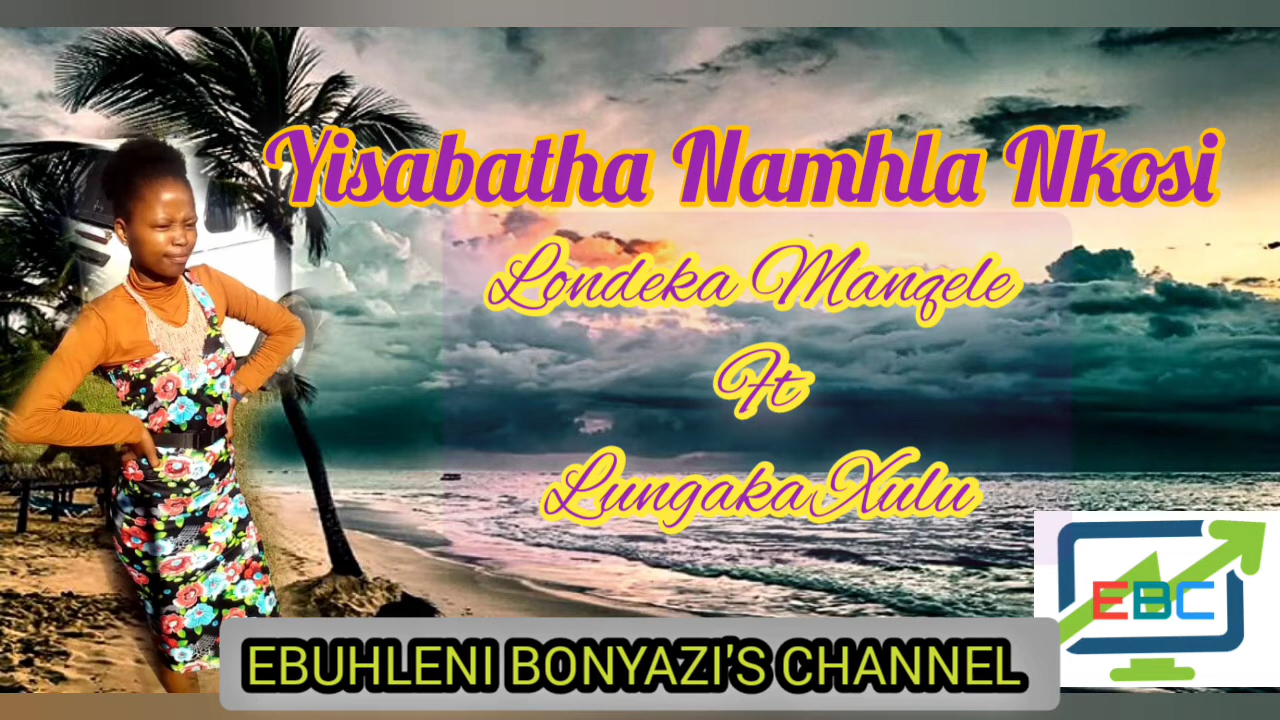 Yisabatha Namhla Nkosi
Londeka Manqele
Ft
Lungaka Xulu
EBC
EBUHLENI BONYAZI'S CHANNEL